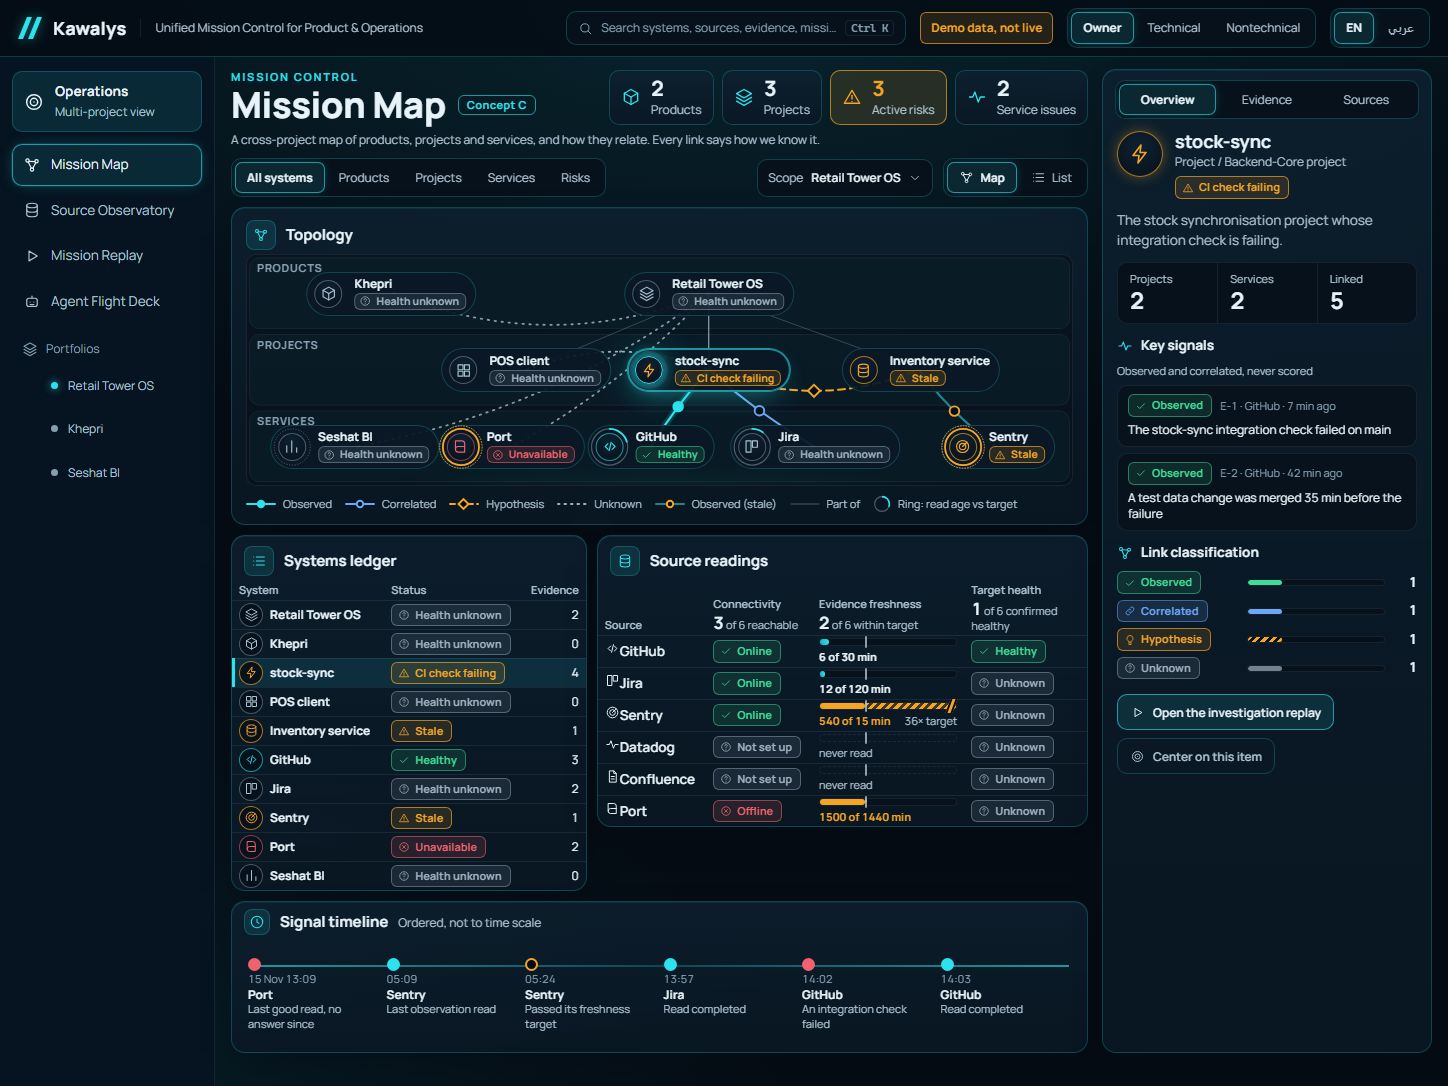 Kawalys
Unified Mission Control for Product & Operations
Search systems, sources, evidence, missi...
Ctrl K
Demo data, not live
Owner
Technical
Nontechnical
EN
عربي
Operations
Multi-project view
Mission Map
Source Observatory
Mission Replay
Agent Flight Deck
Portfolios
Retail Tower OS
Khepri
Seshat BI
MISSION CONTROL
Mission Map
Concept C
A cross-project map of products, projects and services, and how they relate. Every link says how we know it.
2
Products
3
Projects
3
Active risks
2
Service issues
All systems
Products
Projects
Services
Risks
Scope Retail Tower OS
Map
List
Topology
PRODUCTS
Khepri
Health unknown
Retail Tower OS
Health unknown
PROJECTS
POS client
Health unknown
stock-sync
CI check failing
Inventory service
Stale
SERVICES
Seshat BI
Health unknown
Port
Unavailable
GitHub
Healthy
Jira
Health unknown
Sentry
Stale
Observed
Correlated
Hypothesis
Unknown
Observed (stale)
Part of
Ring: read age vs target
Systems ledger
System Status Evidence
Retail Tower OS Health unknown 2
Khepri Health unknown 0
stock-sync CI check failing 4
POS client Health unknown 0
Inventory service Stale 1
GitHub Healthy 3
Jira Health unknown 2
Sentry Stale 1
Port Unavailable 2
Seshat BI Health unknown 0
Source readings
Source
Connectivity
3 of 6 reachable
Evidence freshness
2 of 6 within target
Target health
1 of 6 confirmed
healthy
GitHub Online 6 of 30 min Healthy
Jira Online 12 of 120 min Unknown
Sentry Online 540 of 15 min 36× target Unknown
Datadog Not set up never read Unknown
Confluence Not set up never read Unknown
Port Offline 1500 of 1440 min Unknown
Signal timeline Ordered, not to time scale
15 Nov 13:09
Port
Last good read, no
answer since
05:09
Sentry
Last observation read
05:24
Sentry
Passed its freshness
target
13:57
Jira
Read completed
14:02
GitHub
An integration check
failed
14:03
GitHub
Read completed
Overview
Evidence
Sources
stock-sync
Project / Backend-Core project
CI check failing
The stock synchronisation project whose
integration check is failing.
Projects
2
Services
2
Linked
5
Key signals
Observed and correlated, never scored
Observed E-1 · GitHub · 7 min ago
The stock-sync integration check failed on main
Observed E-2 · GitHub · 42 min ago
A test data change was merged 35 min before the
failure
Link classification
Observed 1
Correlated 1
Hypothesis 1
Unknown 1
Open the investigation replay
Center on this item